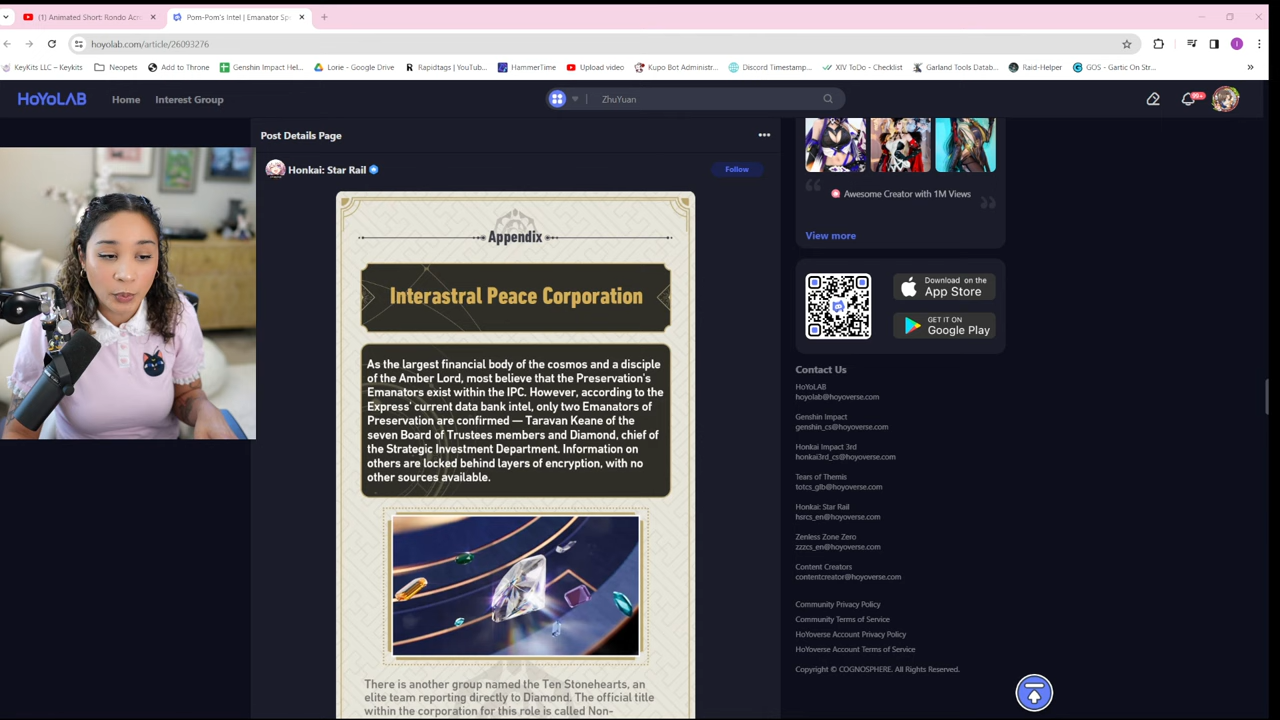 (1) Animated Short: Rondo Acro
Pom-Pom's Intel | Emanator Spe
hoyolab.com/article/26093276
KeyKits LLC – Keykits
Neopets
Add to Throne
Genshin Impact Hel...
Lorie - Google Drive
Rapidtags | YouTub...
HammerTime
Upload video
Kupo Bot Administr...
Discord Timestamp...
XIV ToDo - Checklist
Garland Tools Datab...
Raid-Helper
GOS - Gartic On Str...
HoYoLAB
Home
Interest Group
ZhuYuan
99+
Post Details Page
Honkai: Star Rail
Follow
Appendix
Interastral Peace Corporation
As the largest financial body of the cosmos and a disciple
of the Amber Lord, most believe that the Preservation's
Emanators exist within the IPC. However, according to the
Express' current data bank intel, only two Emanators of
Preservation are confirmed — Taravan Keane of the
seven Board of Trustees members and Diamond, chief of
the Strategic Investment Department. Information on
others are locked behind layers of encryption, with no
other sources available.
There is another group named the Ten Stonehearts, an
elite team reporting directly to Diamond. The official title
within the corporation for this role is called Non-
Awesome Creator with 1M Views
View more
Download on the
App Store
GET IT ON
Google Play
Contact Us
HoYoLAB
hoyolab@hoyoverse.com
Genshin Impact
genshin_cs@hoyoverse.com
Honkai Impact 3rd
honkai3rd_cs@hoyoverse.com
Tears of Themis
totcs_glb@hoyoverse.com
Honkai: Star Rail
hsrcs_en@hoyoverse.com
Zenless Zone Zero
zzzcs_en@hoyoverse.com
Content Creators
contentcreator@hoyoverse.com
Community Privacy Policy
Community Terms of Service
HoYoverse Account Privacy Policy
HoYoverse Account Terms of Service
Copyright © COGNOSPHERE. All Rights Reserved.